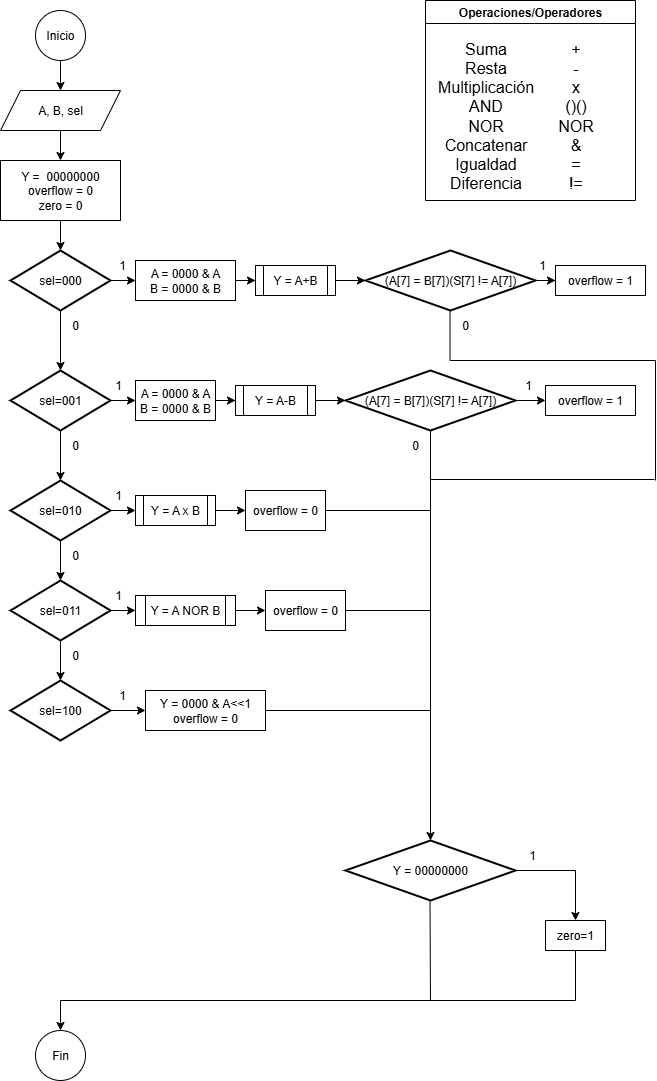 Inicio
Operaciones/Operadores
Suma +
Resta -
Multiplicación x
AND ()()
NOR NOR
Concatenar &
Igualdad =
Diferencia !=
A, B, sel
Y = 00000000
overflow = 0
zero = 0
sel=000
1
A = 0000 & A
B = 0000 & B
Y = A+B
(A[7] = B[7])(S[7] != A[7])
1
overflow = 1
0
0
sel=001
1
A = 0000 & A
B = 0000 & B
Y = A-B
(A[7] = B[7])(S[7] != A[7])
1
overflow = 1
0
0
sel=010
1
Y = A x B
overflow = 0
0
sel=011
1
Y = A NOR B
overflow = 0
0
sel=100
1
Y = 0000 & A<<1
overflow = 0
Y = 00000000
1
zero=1
Fin